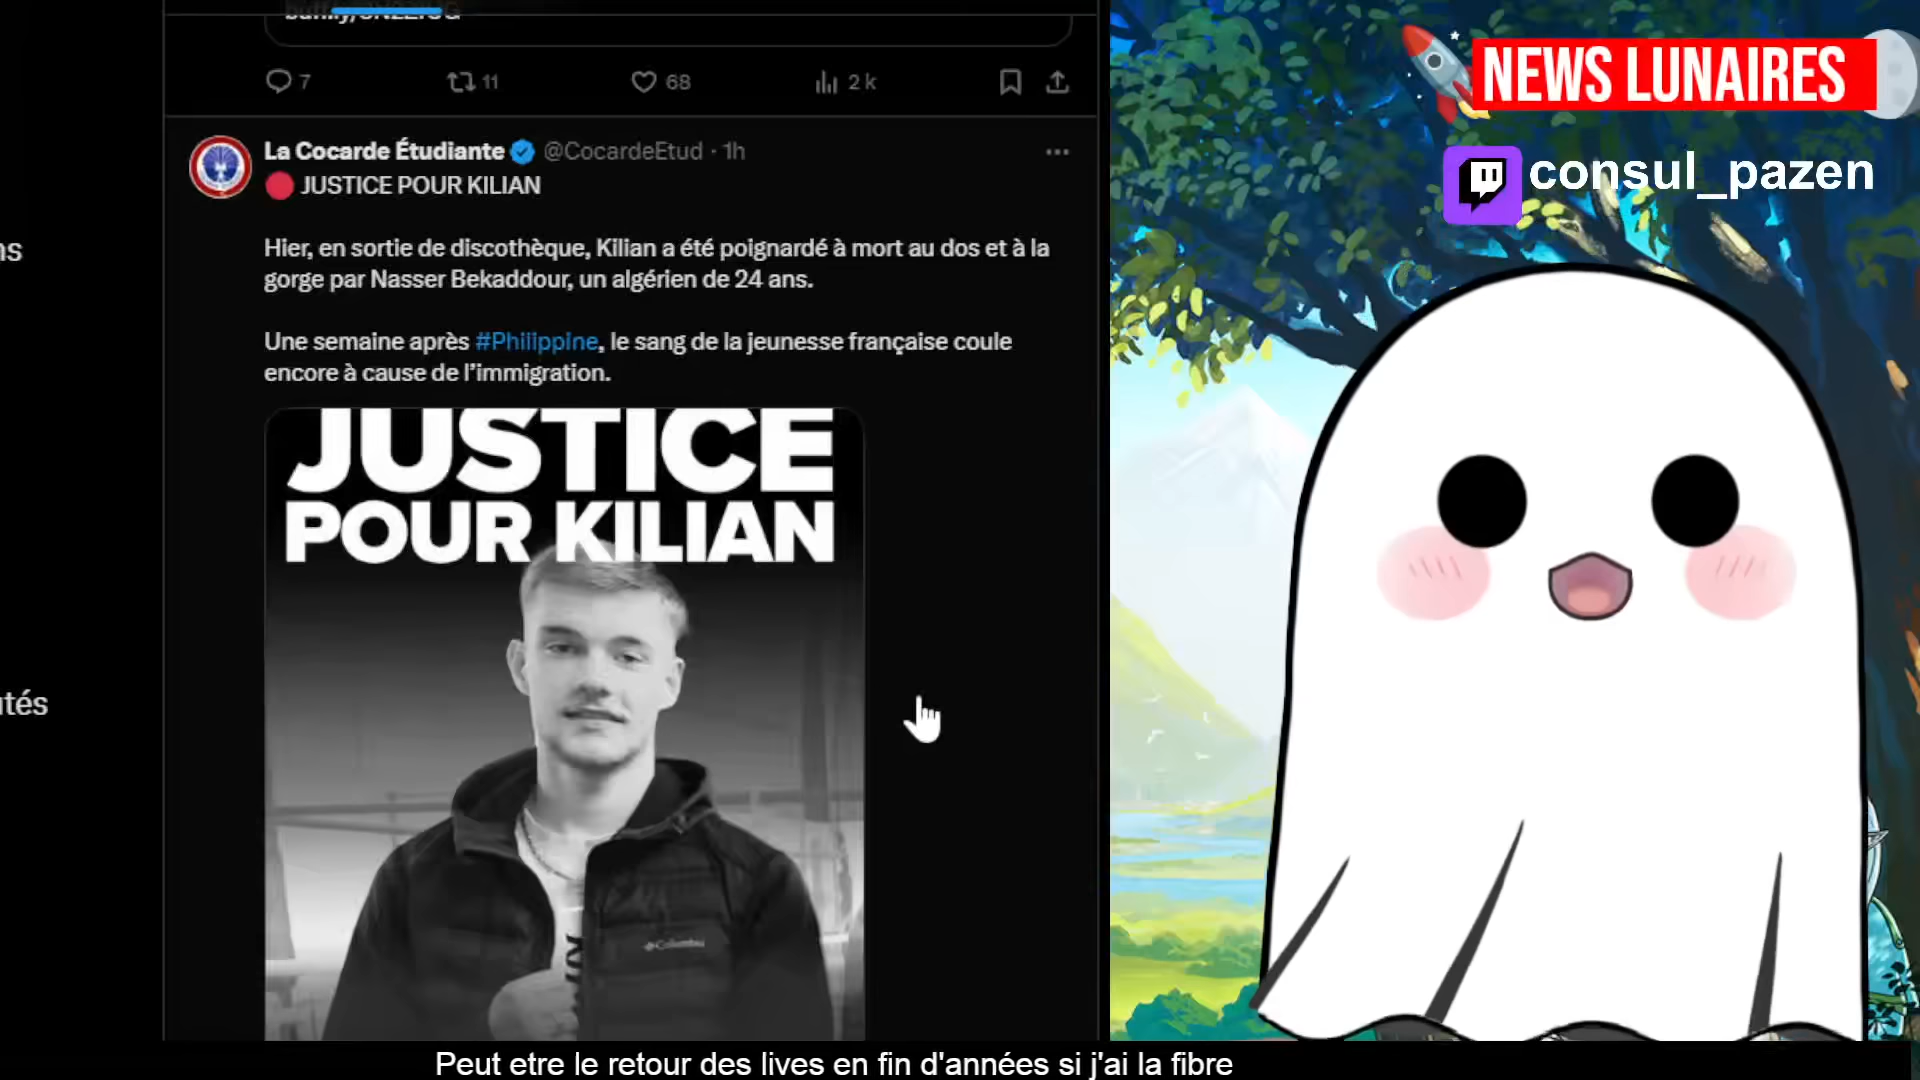 7
11
68
2 k
La Cocarde Étudiante @CocardeEtud · 1h
JUSTICE POUR KILIAN
Hier, en sortie de discothèque, Kilian a été poignardé à mort au dos et à la
gorge par Nasser Bekaddour, un algérien de 24 ans.
Une semaine après #Philippine, le sang de la jeunesse française coule
encore à cause de l'immigration.
JUSTICE
POUR KILIAN
Columbia
NEWS LUNAIRES
consul_pazen
Peut etre le retour des lives en fin d'années si j'ai la fibre